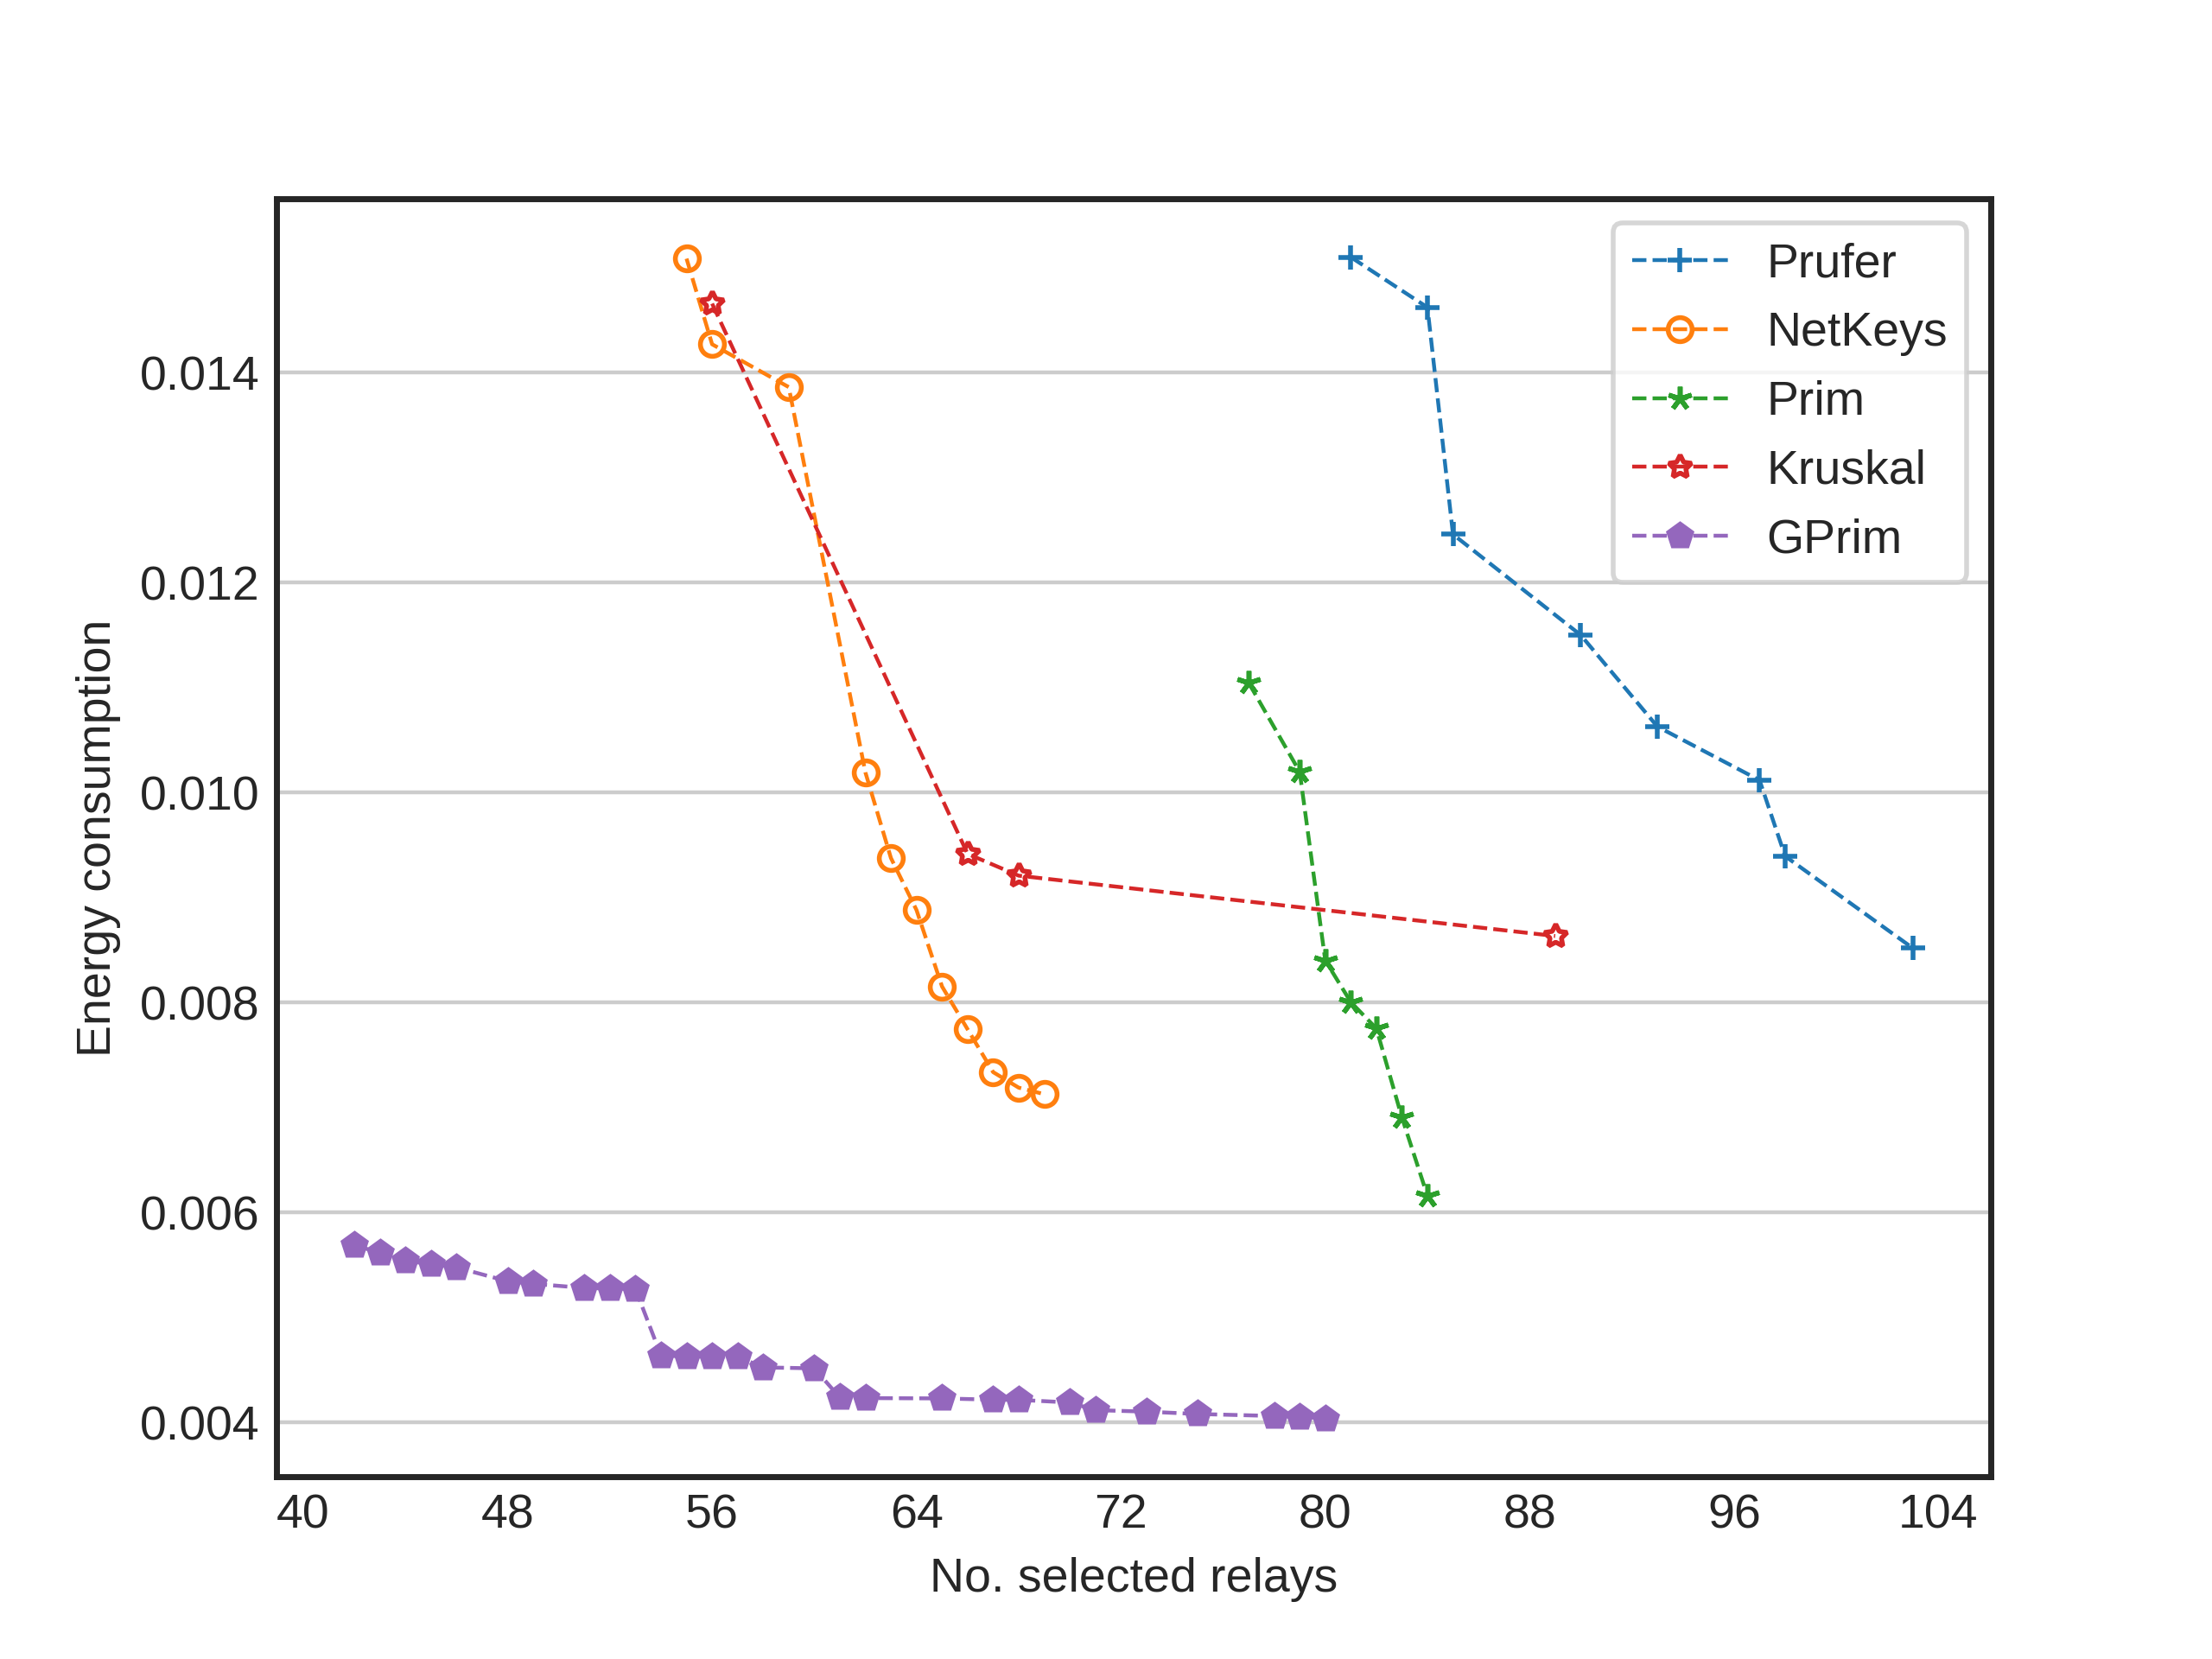 Prufer
NetKeys
Prim
Kruskal
GPrim
0.014
0.012
0.010
0.008
0.006
0.004
Energy consumption
40 48 56 64 72 80 88 96 104
No. selected relays